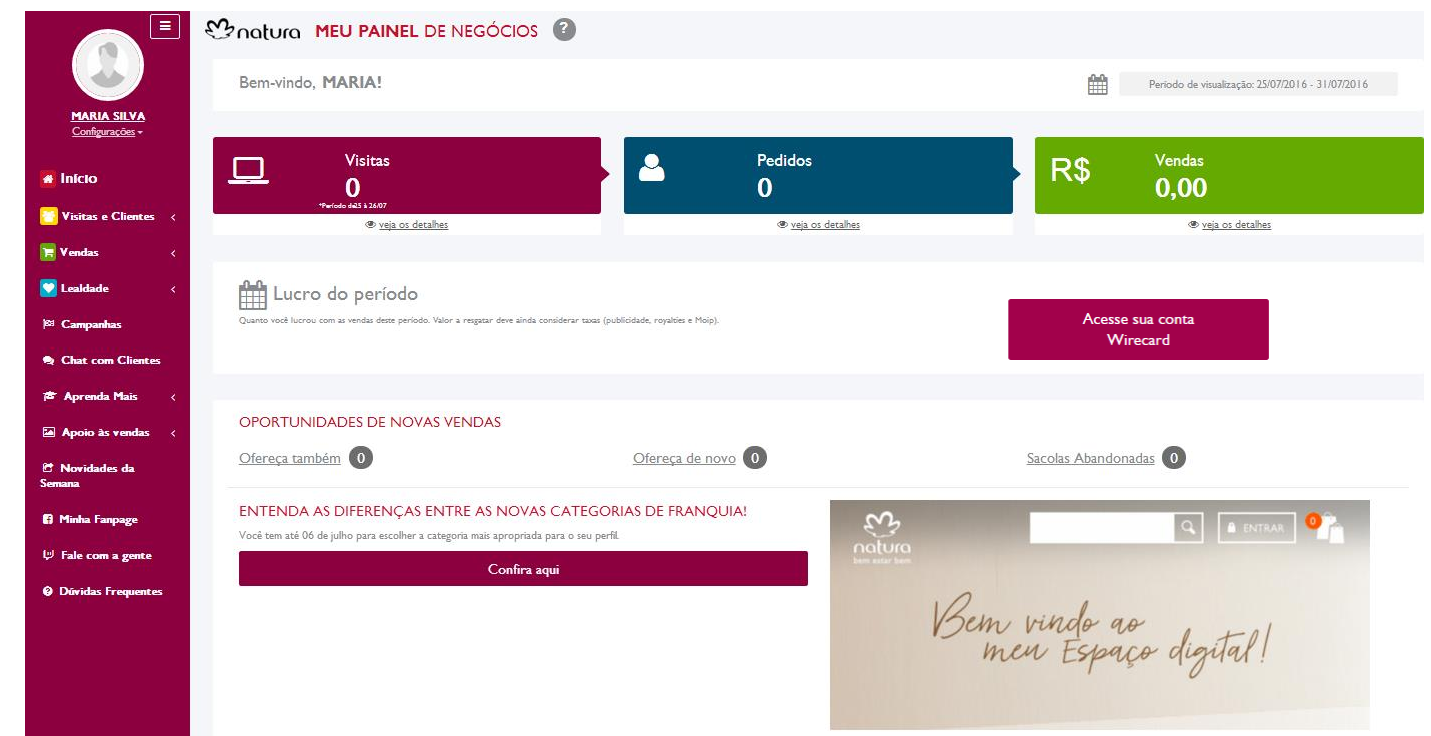 natura MEU PAINEL DE NEGÓCIOS ?
MARIA SILVA
Configurações
Início
Visitas e Clientes
Vendas
Lealdade
Campanhas
Chat com Clientes
Aprenda Mais
Apoio às vendas
Novidades da
Semana
Minha Fanpage
Fale com a gente
Dúvidas Frequentes
Bem-vindo, MARIA!
Período de visualização: 25/07/2016 - 31/07/2016
Visitas
0
*Período de25 à 26/07
veja os detalhes
Pedidos
0
veja os detalhes
R$
Vendas
0,00
veja os detalhes
Lucro do período
Quanto você lucrou com as vendas deste período. Valor a resgatar deve ainda considerar taxas (publicidade, royalties e Moip).
Acesse sua conta
Wirecard
OPORTUNIDADES DE NOVAS VENDAS
Ofereça também 0
Ofereça de novo 0
Sacolas Abandonadas 0
ENTENDA AS DIFERENÇAS ENTRE AS NOVAS CATEGORIAS DE FRANQUIA!
Você tem até 06 de julho para escolher a categoria mais apropriada para o seu perfil.
Confira aqui
natura
bem estar bem
ENTRAR
0
Bem vindo ao
meu Espaço digital!